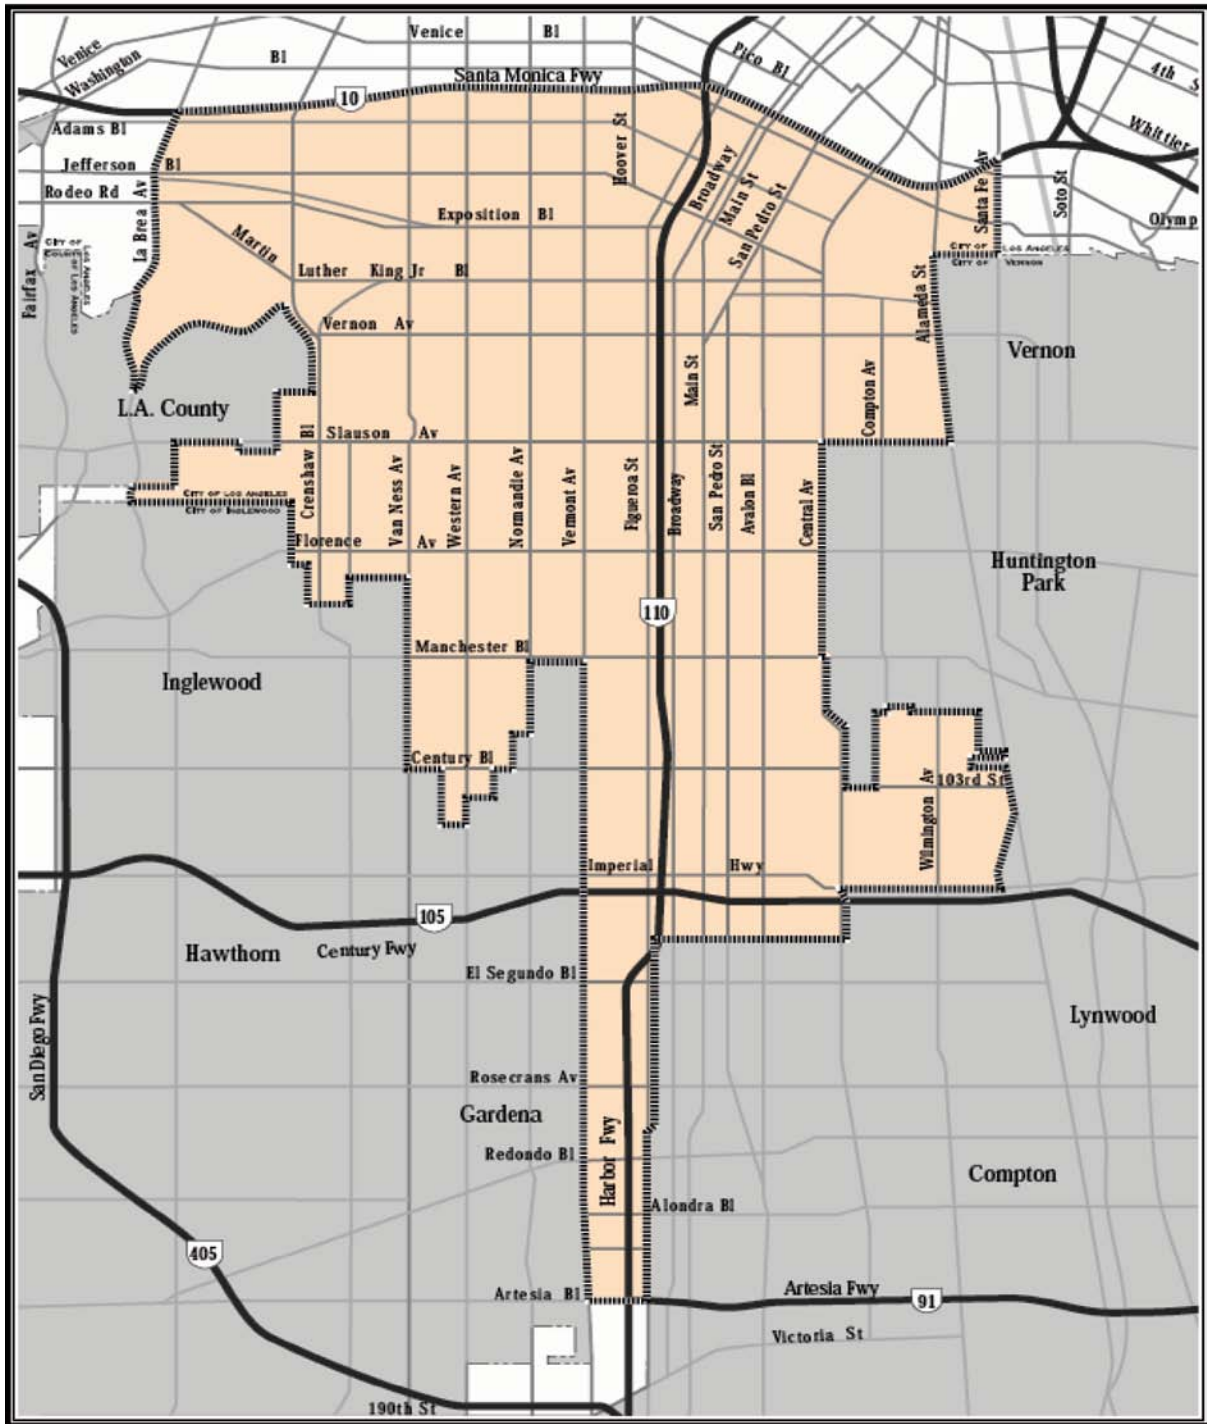 Venice Bl
Venice
Washington Bl
Pico Bl
4th S
Santa Monica Fwy
10
Adams Bl
Whittier
Jefferson Bl
Hoover St
Broadway
Main St
San Pedro St
Santa Fe Av
Soto St
Rodeo Rd
La Brea Av
Exposition Bl
Olymp
Fairfax Av
Martin
Luther King Jr Bl
CITY OF LOS ANGELES
CITY OF VERNON
Alameda St
Vernon Av
Vernon
Main St
Compton Av
L.A. County
Slauson Av
Crenshaw Bl
Van Ness Av
Western Av
Normandie Av
Vermont Av
Figueroa St
Broadway
San Pedro St
Avalon Bl
Central Av
CITY OF LOS ANGELES
CITY OF INGLEWOOD
Florence Av
Huntington
Park
110
Manchester Bl
Inglewood
Century Bl
103rd St
Wilmington Av
Imperial Hwy
105
Century Fwy
Hawthorn
El Segundo Bl
San Diego Fwy
Lynwood
Rosecrans Av
Gardena
Harbor Fwy
Redondo Bl
Compton
Alondra Bl
405
Artesia Bl
Artesia Fwy
91
Victoria St
190th St